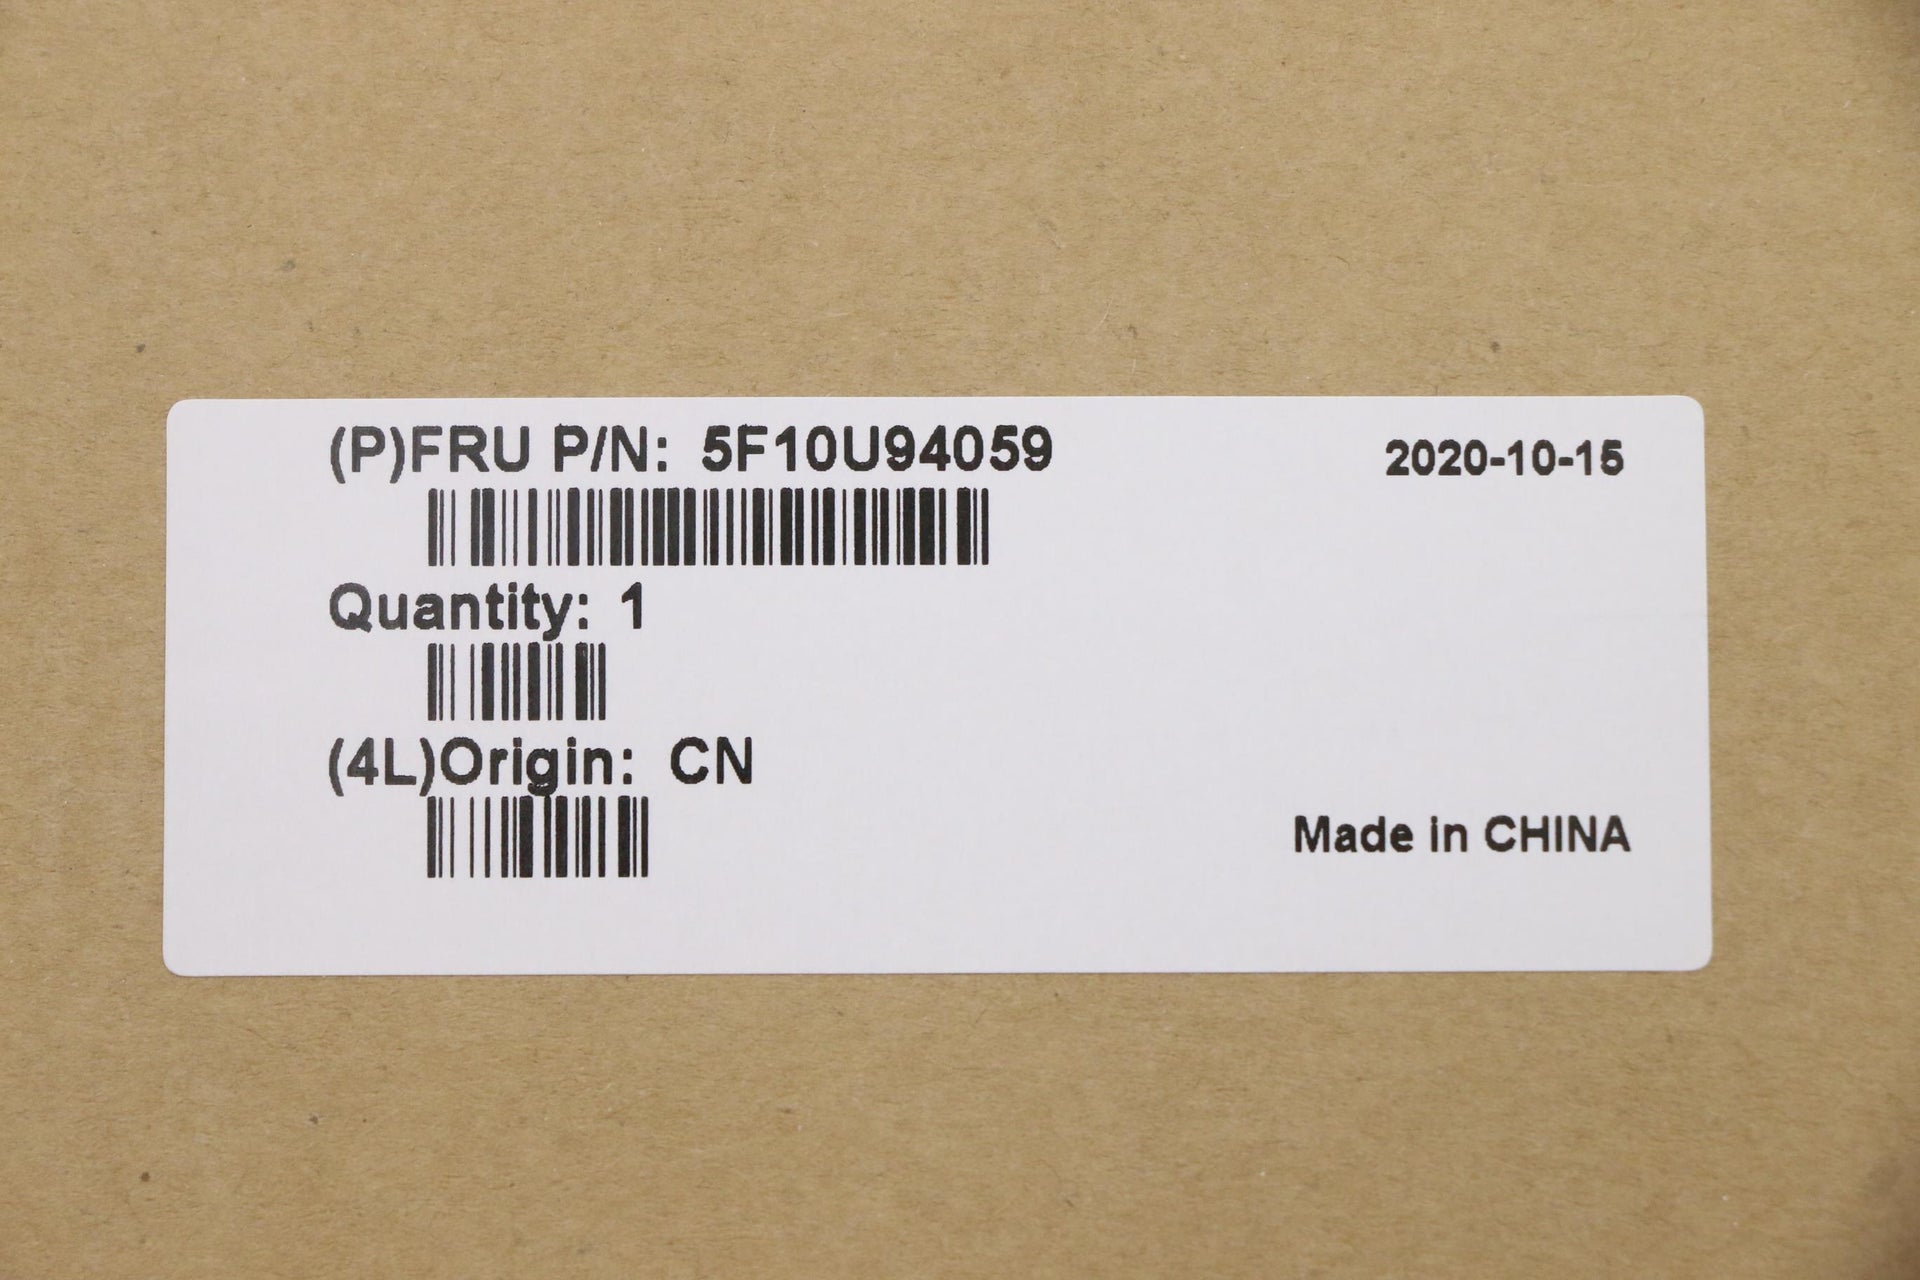 (P)FRU P/N: 5F10U94059
2020-10-15
Quantity: 1
(4L)Origin: CN
Made in CHINA